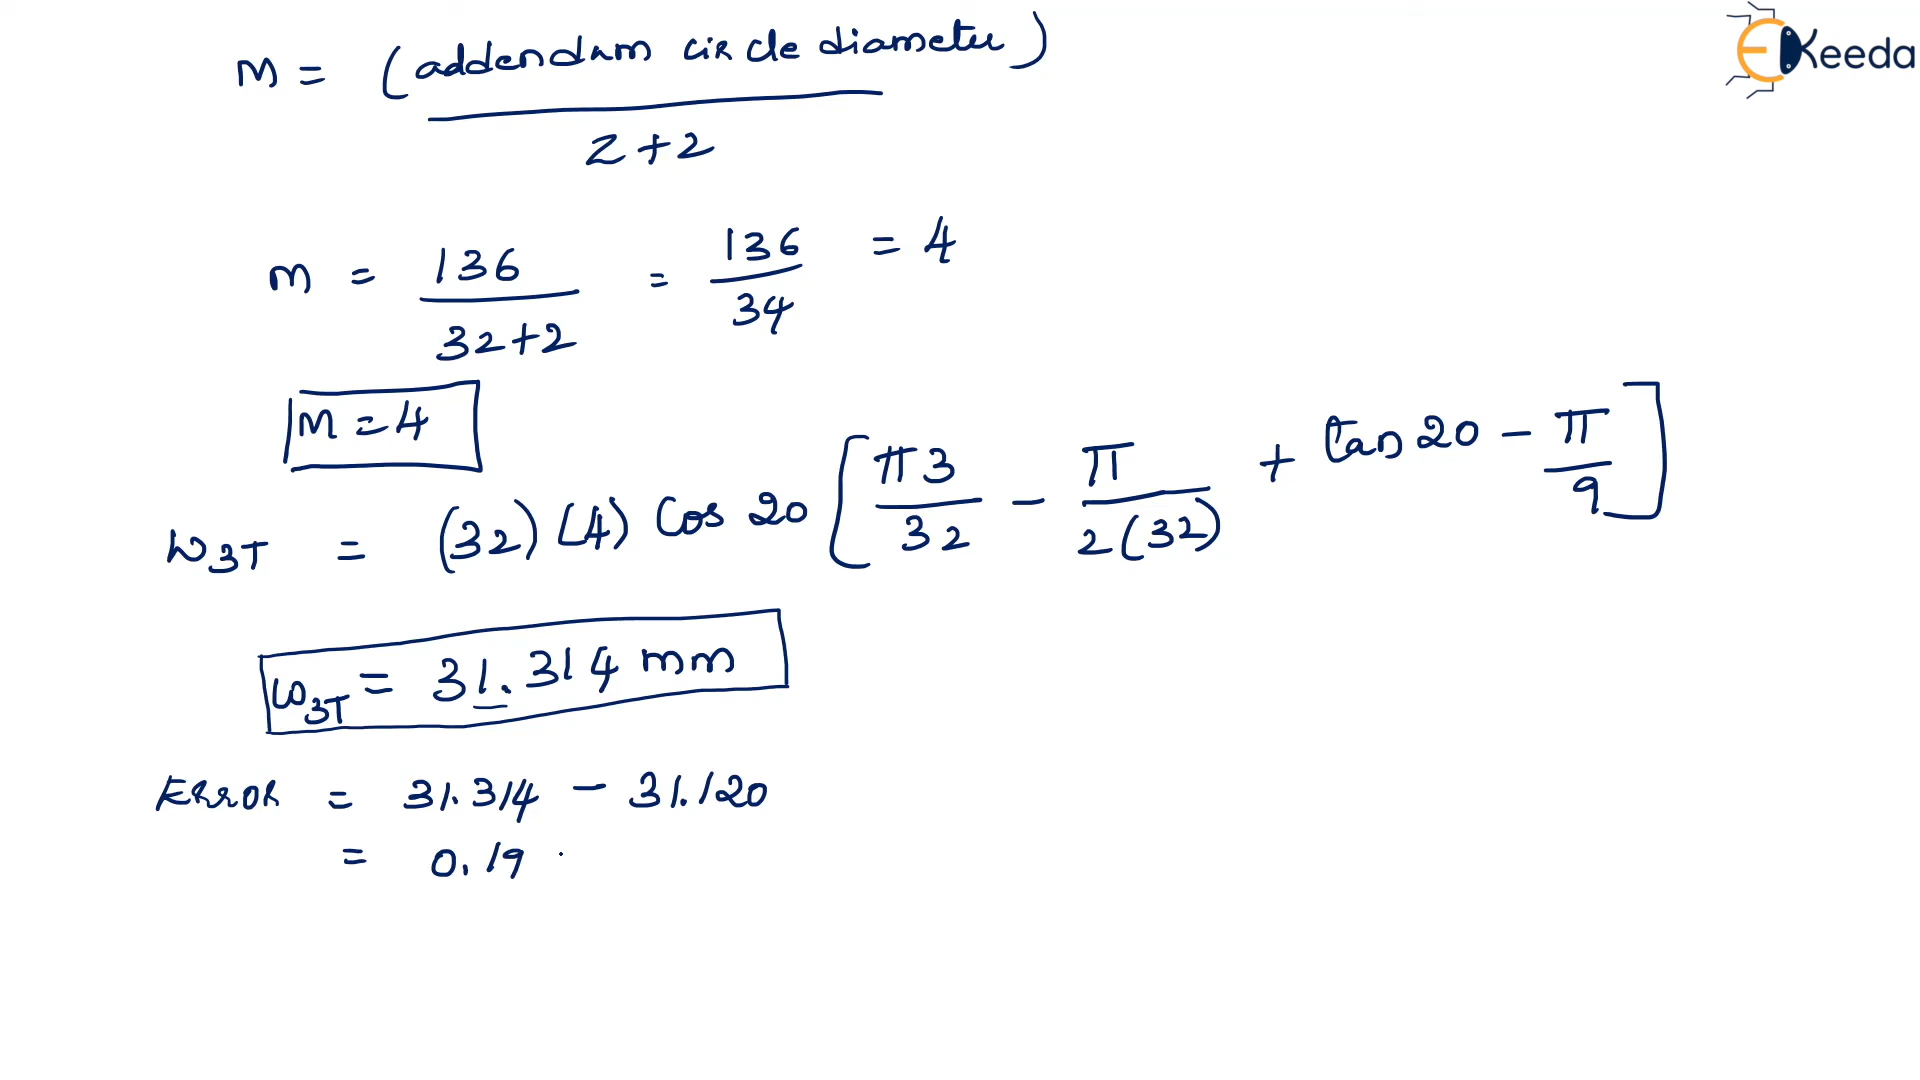 EKeeda
m = (addendum circle diameter)
Z+2
m = 136 = 136 = 4
32+2 34
m = 4
W3T = (32) (4) Cos 20 [π3/32 - π/2(32) + tan 20 - π/9]
W3T = 31.314 mm
ERROR = 31.314 - 31.120
= 0.19